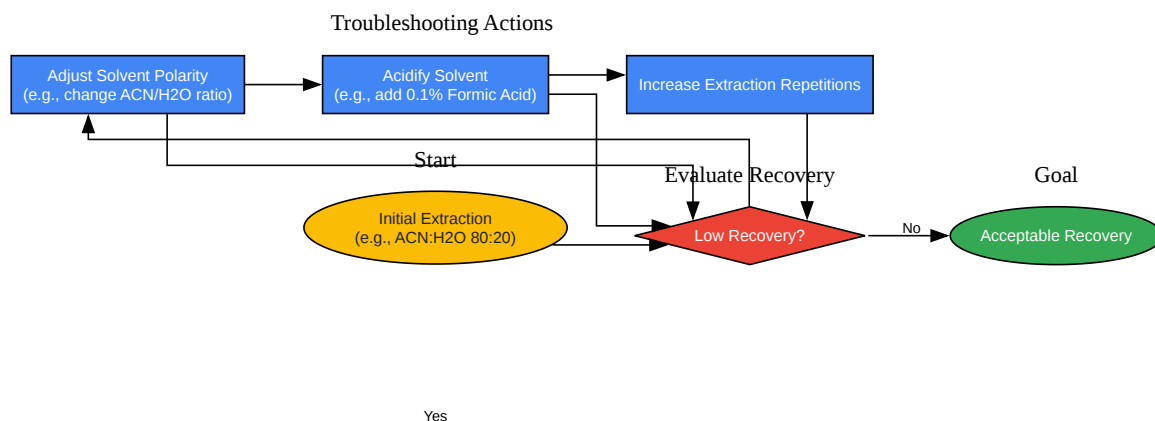 Troubleshooting Actions
Adjust Solvent Polarity
(e.g., change ACN/H2O ratio)
Acidify Solvent
(e.g., add 0.1% Formic Acid)
Increase Extraction Repetitions
Start
Evaluate Recovery
Goal
Initial Extraction
(e.g., ACN:H2O 80:20)
Low Recovery?
No
Acceptable Recovery
Yes